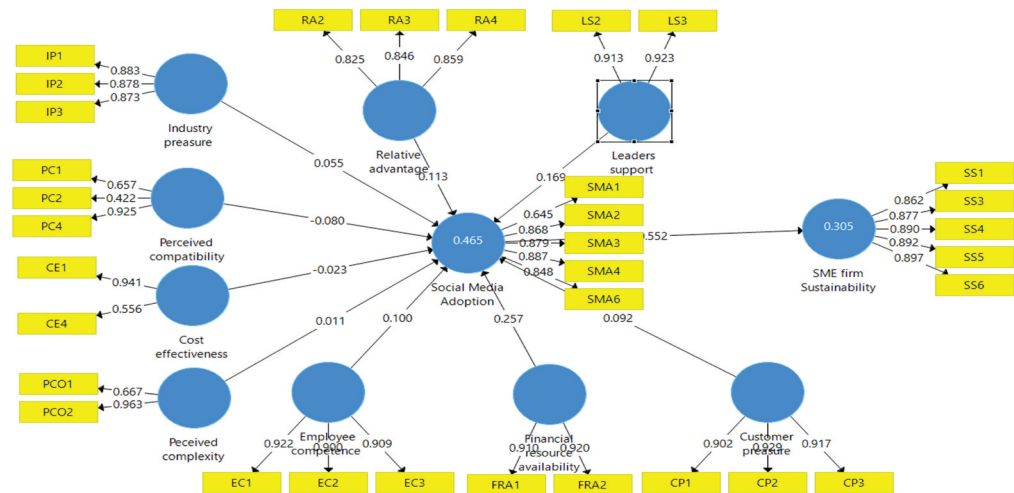 RA2
RA3
RA4
LS2
LS3
0.825
0.846
0.859
0.913
0.923
IP1
IP2
IP3
0.883
0.878
0.873
Industry
preasure
Relative
advantage
Leaders
support
0.055
0.113
0.169
PC1
PC2
PC4
0.657
0.422
0.925
Perceived
compatibility
-0.080
SMA1
SMA2
SMA3
SMA4
SMA6
0.645
0.868
0.879
0.887
0.848
0.465
Social Media
Adoption
0.552
0.305
SME firm
Sustainability
SS1
SS3
SS4
SS5
SS6
0.862
0.877
0.890
0.892
0.897
CE1
CE4
0.941
0.556
Cost
effectiveness
-0.023
0.011
0.100
0.257
0.092
PCO1
PCO2
0.667
0.963
Peceived
complexity
Employee
competence
0.922
0.909
EC1
EC2
EC3
Financial
resource
availability
0.910
0.920
FRA1
FRA2
Customer
preasure
0.902
0.929
0.917
CP1
CP2
CP3